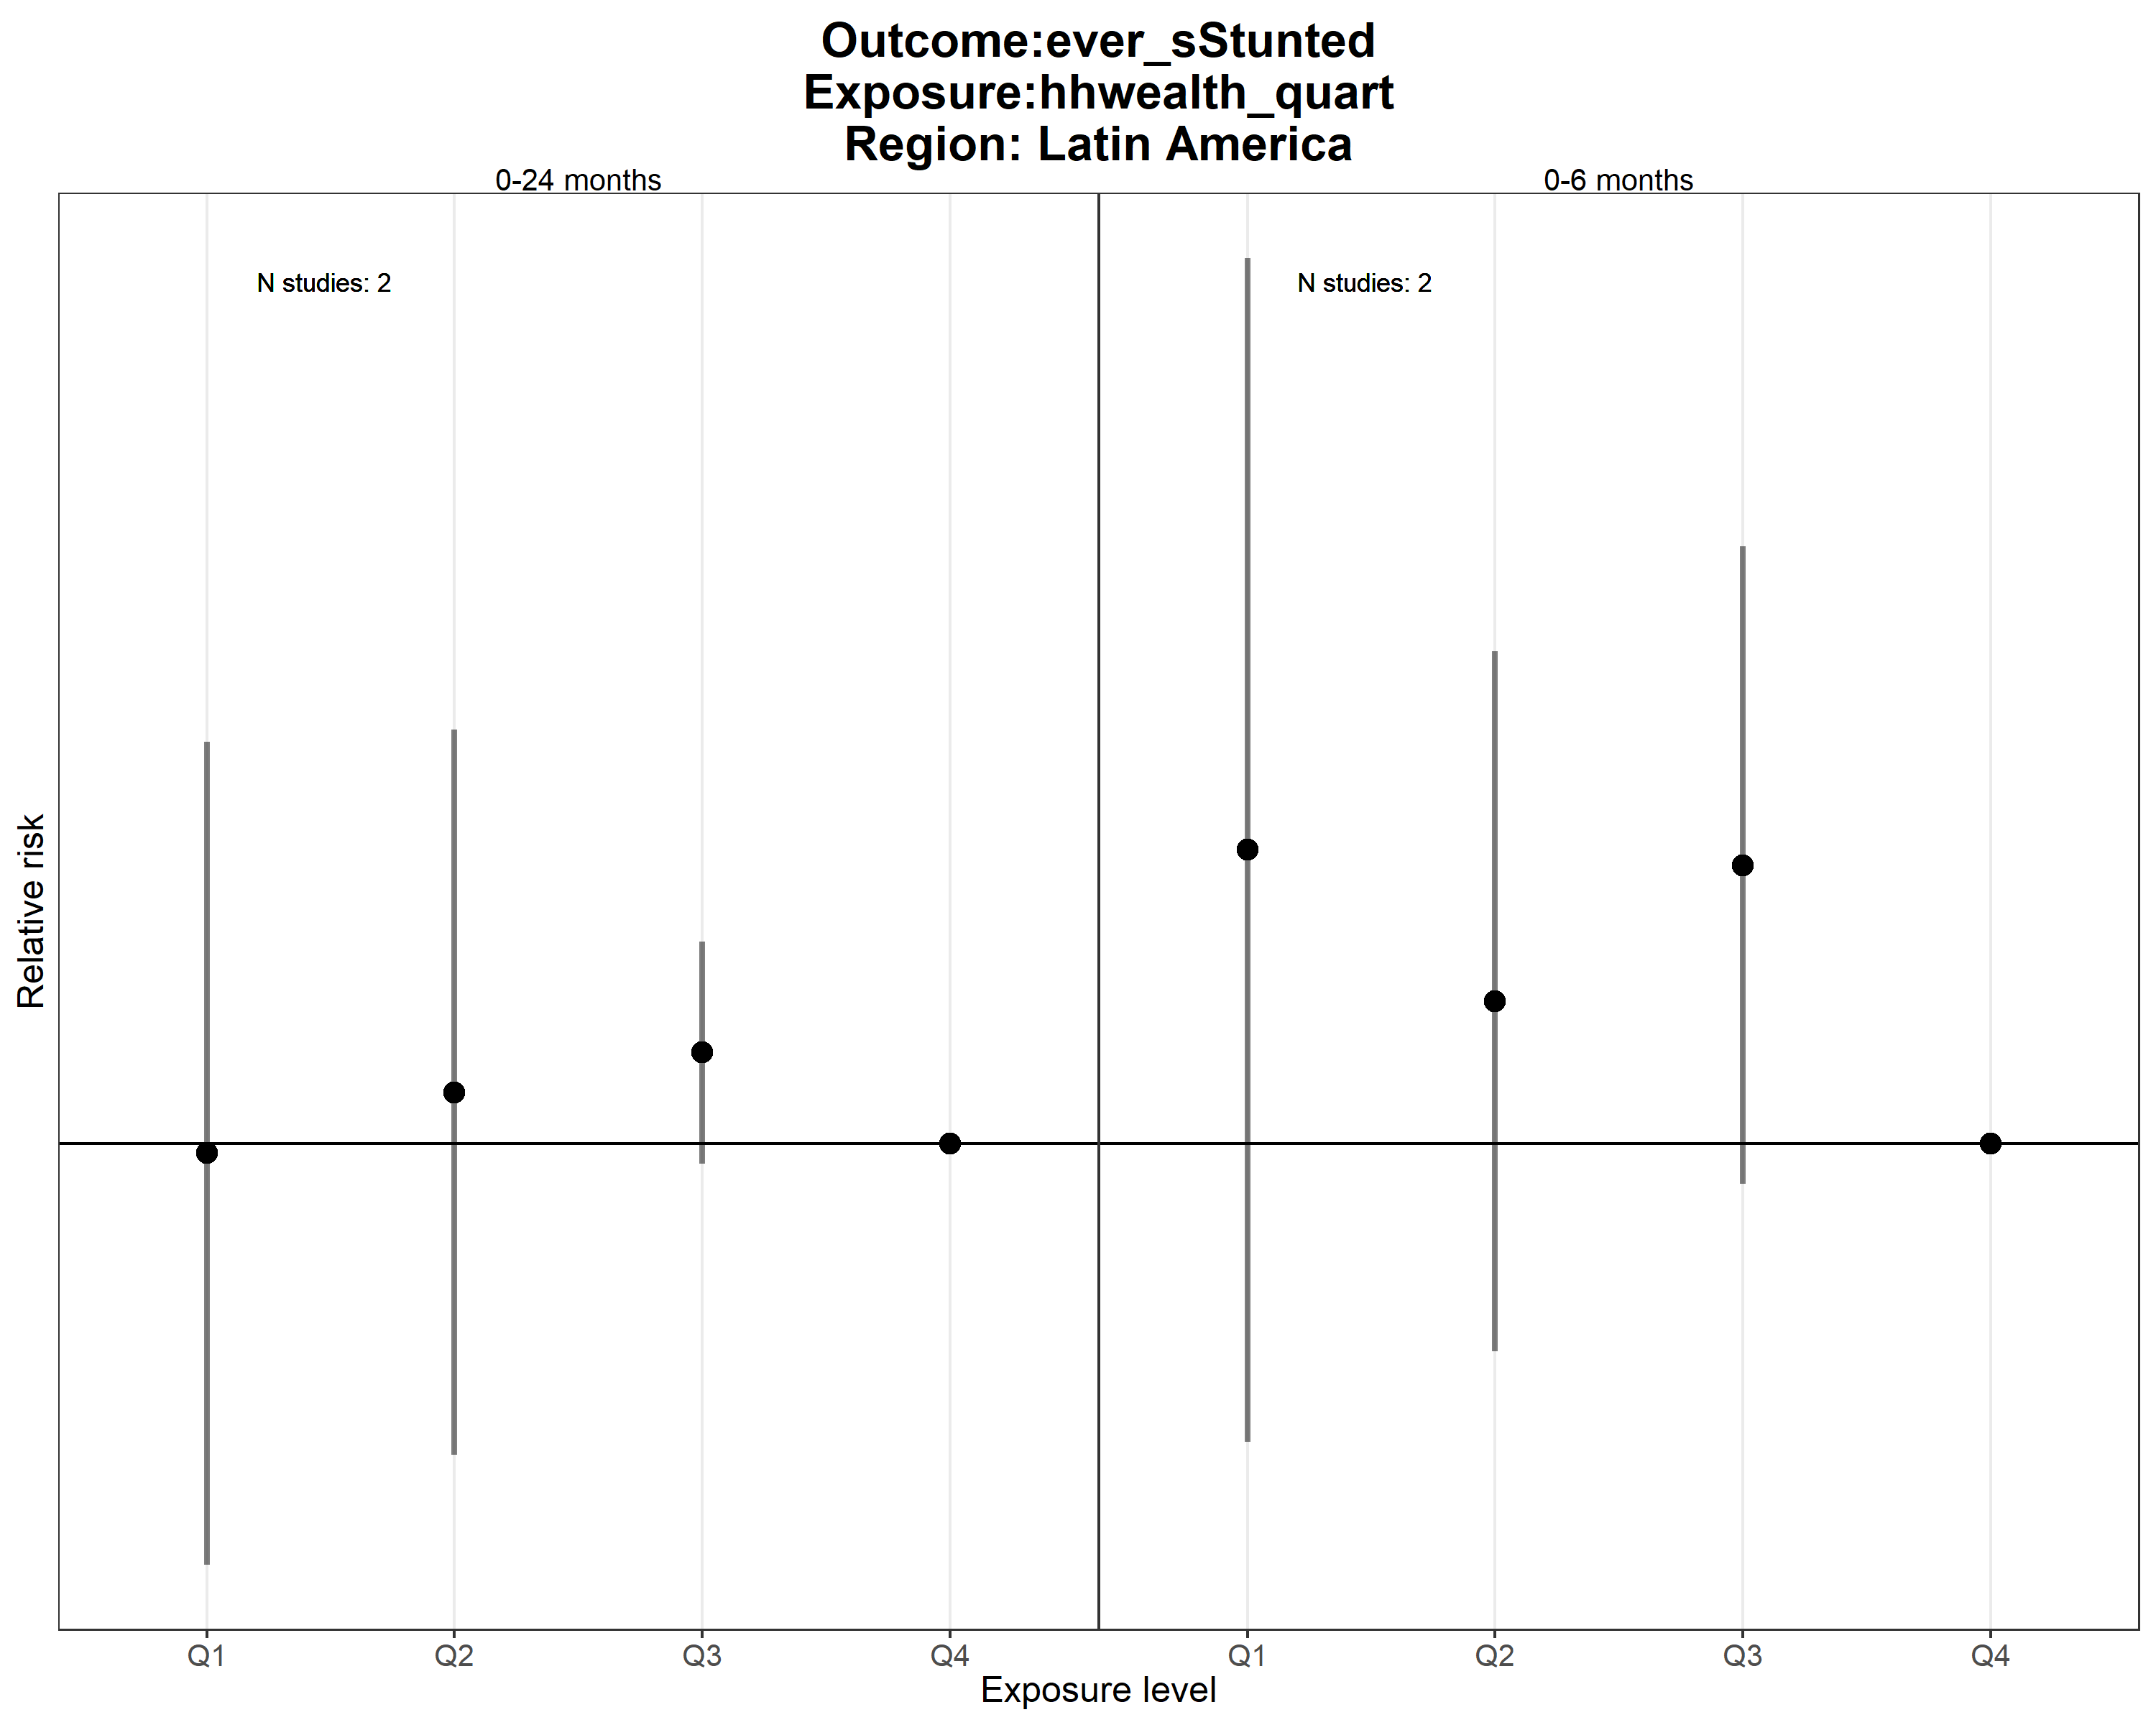 Outcome:ever_sStunted
Exposure:hhwealth_quart
Region: Latin America
0-24 months
0-6 months
N studies: 2
N studies: 2
Relative risk
Q1
Q2
Q3
Q4
Q1
Q2
Q3
Q4
Exposure level